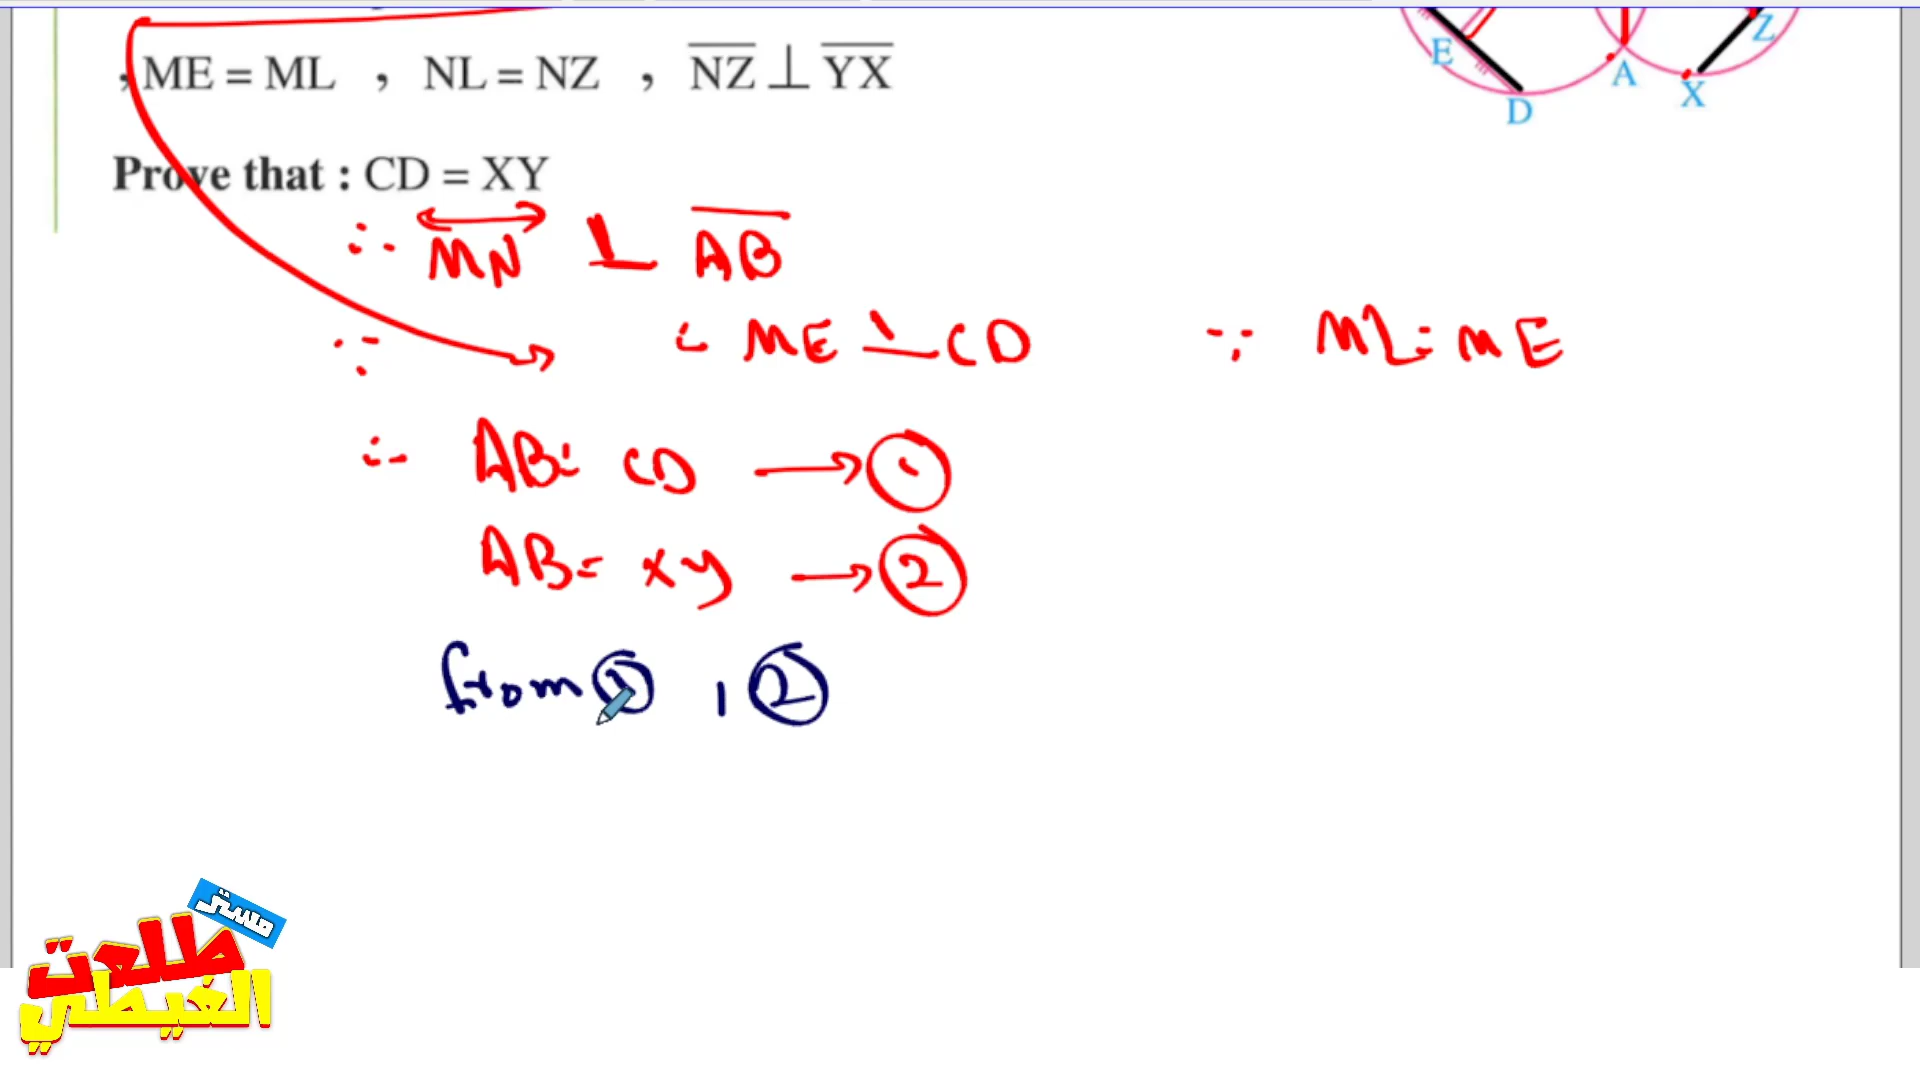 , ME = ML , NL = NZ , NZ ⊥ YX
E
Z
A
X
D
Prove that : CD = XY
∴ MN ⊥ AB
∵ ME ⊥ CD ∵ ML = ME
∴ AB = CD → 1
AB = xy → 2
from 1 , 2
مستر
طلعت
الغيطي